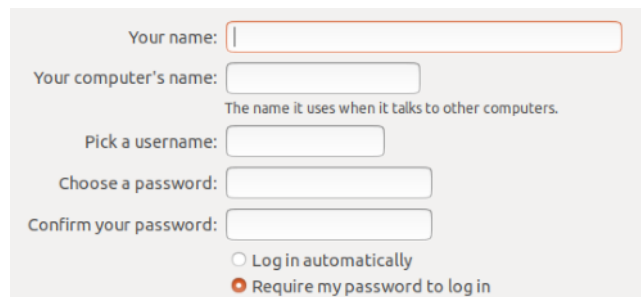 Your name:
Your computer's name:
The name it uses when it talks to other computers.
Pick a username:
Choose a password:
Confirm your password:
Log in automatically
Require my password to log in